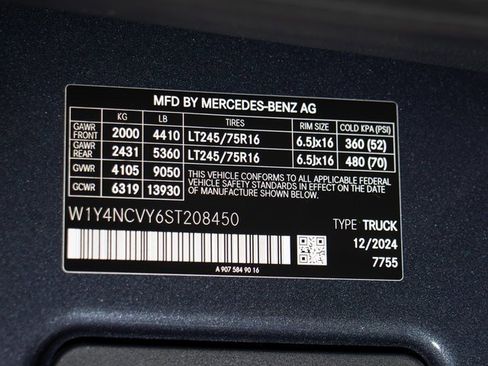 MFD BY MERCEDES-BENZ AG
KG LB TIRES RIM SIZE COLD KPA (PSI)
GAWR FRONT 2000 4410 LT245/75R16 6.5Jx16 360 (52)
GAWR REAR 2431 5360 LT245/75R16 6.5Jx16 480 (70)
GVWR 4105 9050 THIS VEHICLE CONFORMS TO ALL APPLICABLE FEDERAL
MOTOR VEHICLE SAFETY STANDARDS IN EFFECT ON THE DATE
GCWR 6319 13930 OF MANUFACTURE SHOWN ABOVE.
W1Y4NCVY6ST208450
TYPE TRUCK
12/2024
7755
A 907 584 90 16